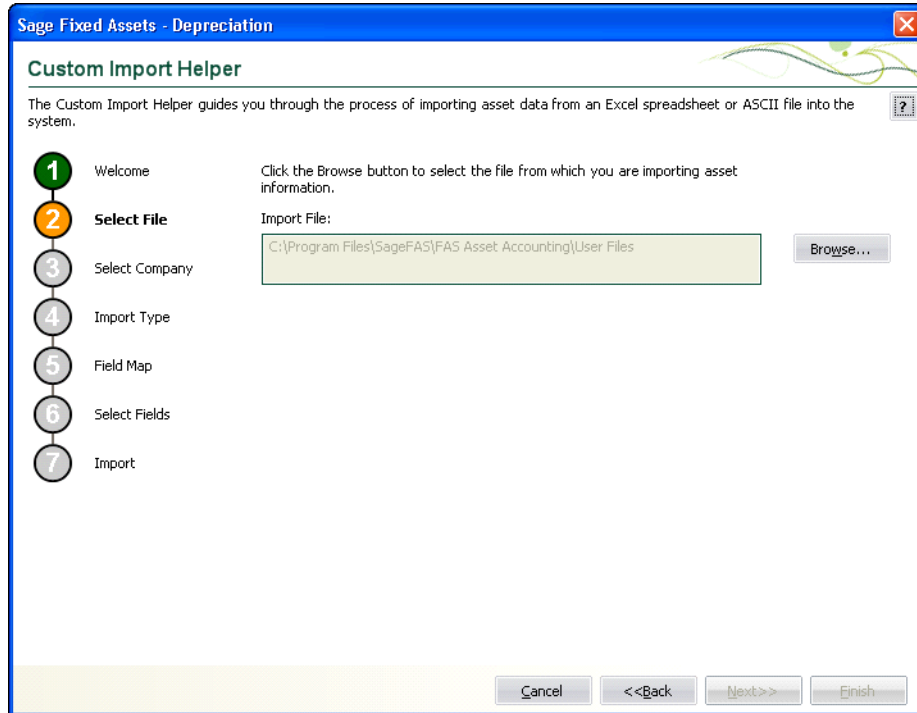 Sage Fixed Assets - Depreciation
Custom Import Helper
The Custom Import Helper guides you through the process of importing asset data from an Excel spreadsheet or ASCII file into the
system.
?
1 Welcome
2 Select File
3 Select Company
4 Import Type
5 Field Map
6 Select Fields
7 Import
Click the Browse button to select the file from which you are importing asset
information.
Import File:
C:\Program Files\SageFAS\FAS Asset Accounting\User Files
Browse...
Cancel
<<Back
Next>>
Finish